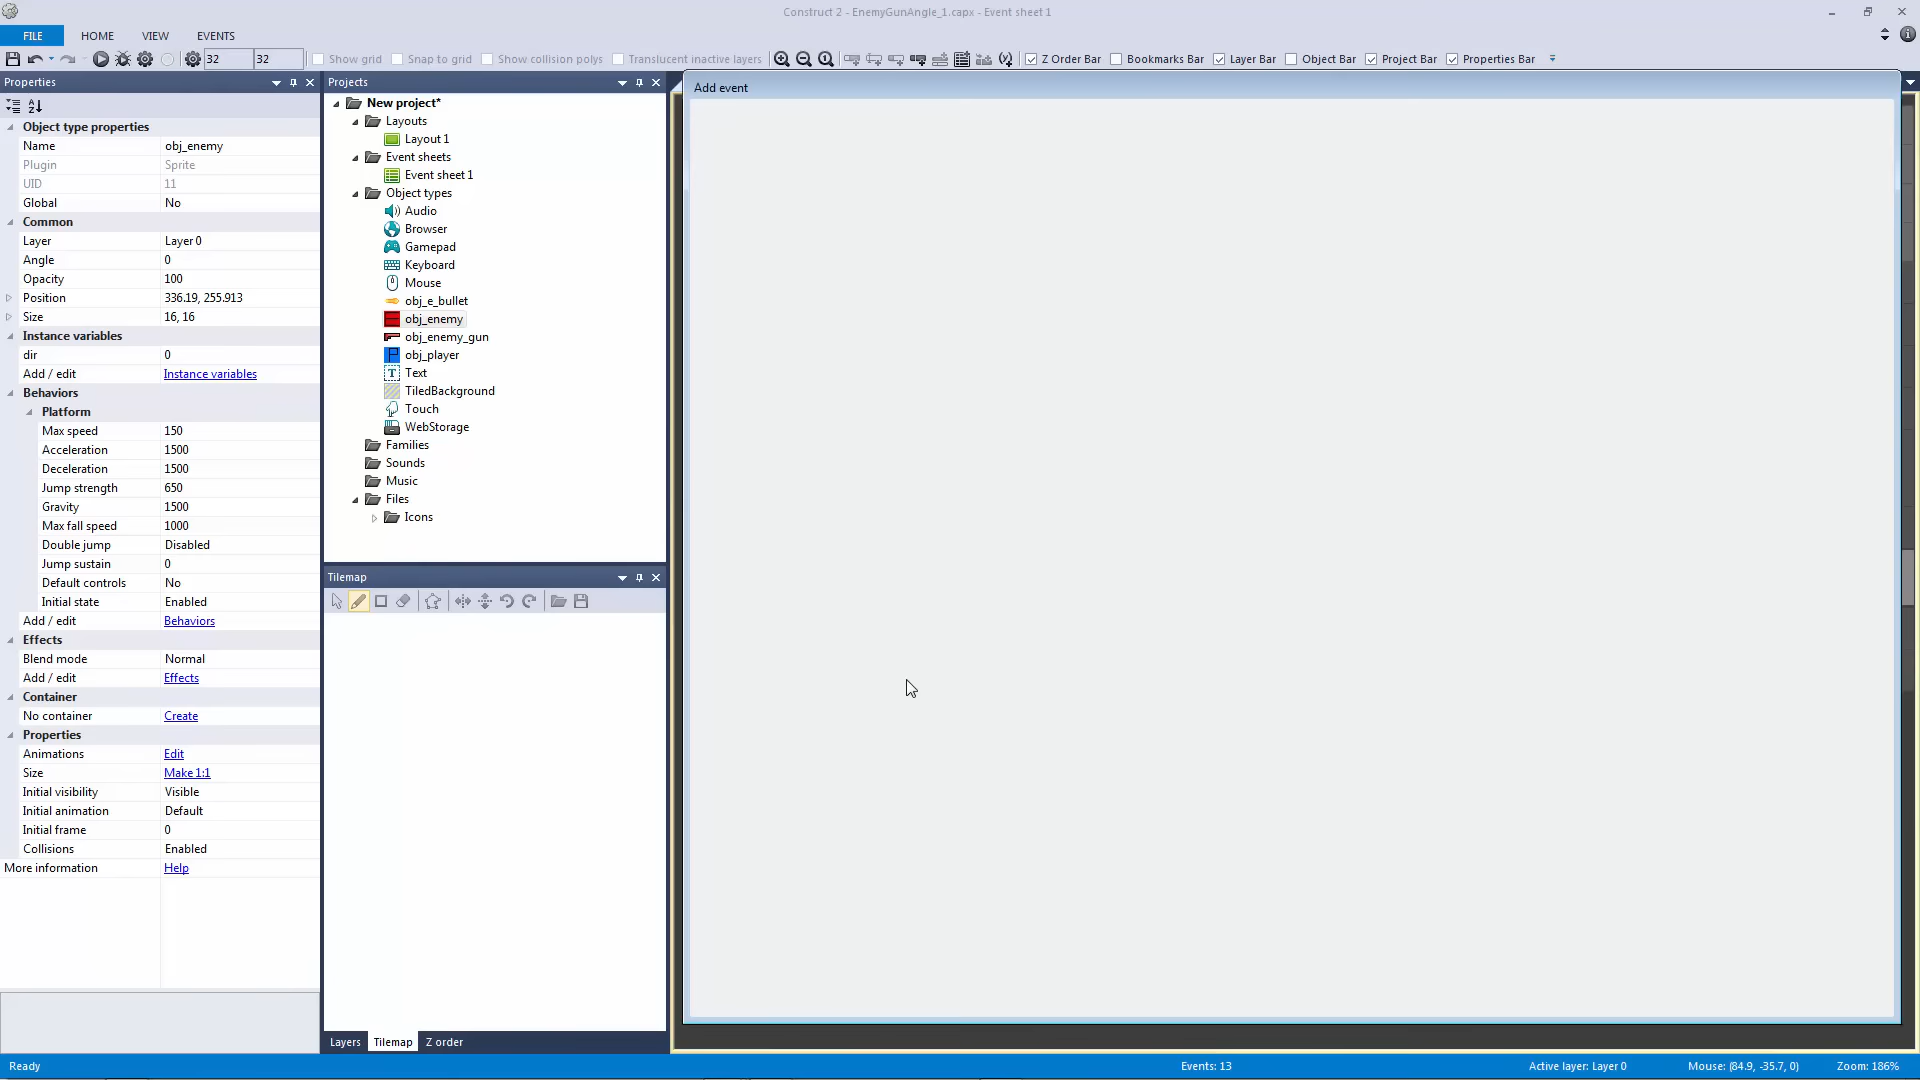 Construct 2 - EnemyGunAngle_1.capx - Event sheet 1
FILE HOME VIEW EVENTS
32 32 Show grid Snap to grid Show collision polys Translucent inactive layers Z Order Bar Bookmarks Bar Layer Bar Object Bar Project Bar Properties Bar
Properties
Object type properties
Name obj_enemy
Plugin Sprite
UID 11
Global No
Common
Layer Layer 0
Angle 0
Opacity 100
Position 336.19, 255.913
Size 16, 16
Instance variables
dir 0
Add / edit Instance variables
Behaviors
Platform
Max speed 150
Acceleration 1500
Deceleration 1500
Jump strength 650
Gravity 1500
Max fall speed 1000
Double jump Disabled
Jump sustain 0
Default controls No
Initial state Enabled
Add / edit Behaviors
Effects
Blend mode Normal
Add / edit Effects
Container
No container Create
Properties
Animations Edit
Size Make 1:1
Initial visibility Visible
Initial animation Default
Initial frame 0
Collisions Enabled
More information Help
Projects
New project*
Layouts
Layout 1
Event sheets
Event sheet 1
Object types
Audio
Browser
Gamepad
Keyboard
Mouse
obj_e_bullet
obj_enemy
obj_enemy_gun
obj_player
Text
TiledBackground
Touch
WebStorage
Families
Sounds
Music
Files
Icons
Tilemap
Layers Tilemap Z order
Add event
Ready Events: 13 Active layer: Layer 0 Mouse: (84.9, -35.7, 0) Zoom: 186%